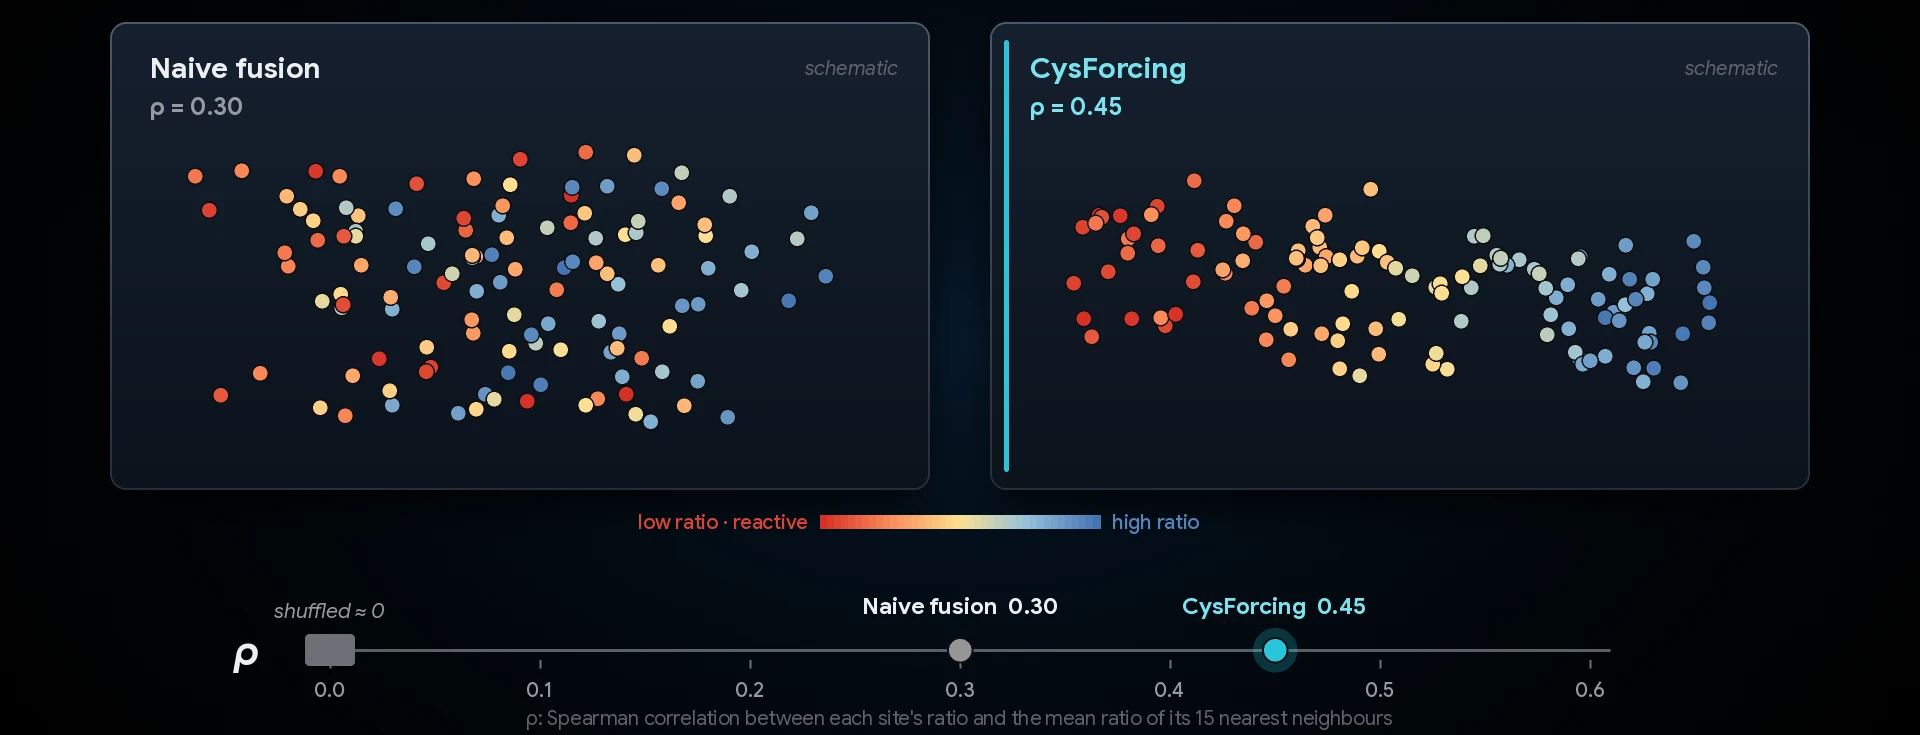 Naive fusion
schematic
ρ = 0.30
CysForcing
schematic
ρ = 0.45
low ratio · reactive
high ratio
shuffled ≈ 0
Naive fusion 0.30
CysForcing 0.45
ρ
0.0 0.1 0.2 0.3 0.4 0.5 0.6
ρ: Spearman correlation between each site's ratio and the mean ratio of its 15 nearest neighbours